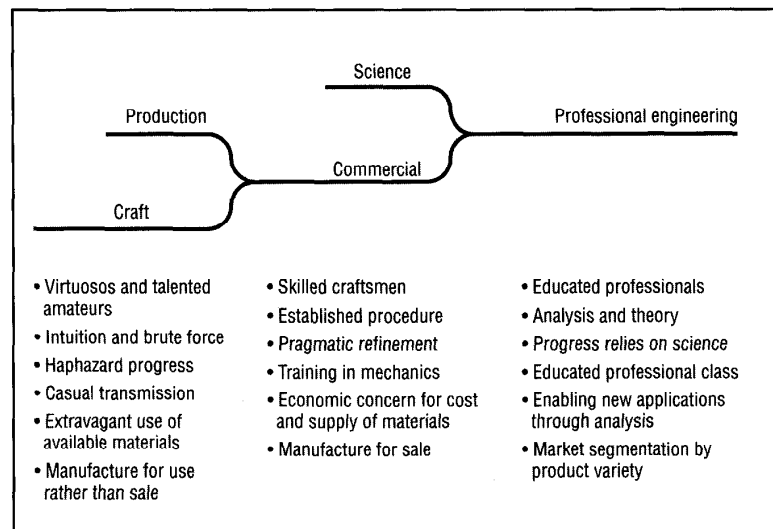 Science
Production
Professional engineering
Commercial
Craft
• Virtuosos and talented
amateurs
• Intuition and brute force
• Haphazard progress
• Casual transmission
• Extravagant use of
available materials
• Manufacture for use
rather than sale
• Skilled craftsmen
• Established procedure
• Pragmatic refinement
• Training in mechanics
• Economic concern for cost
and supply of materials
• Manufacture for sale
• Educated professionals
• Analysis and theory
• Progress relies on science
• Educated professional class
• Enabling new applications
through analysis
• Market segmentation by
product variety